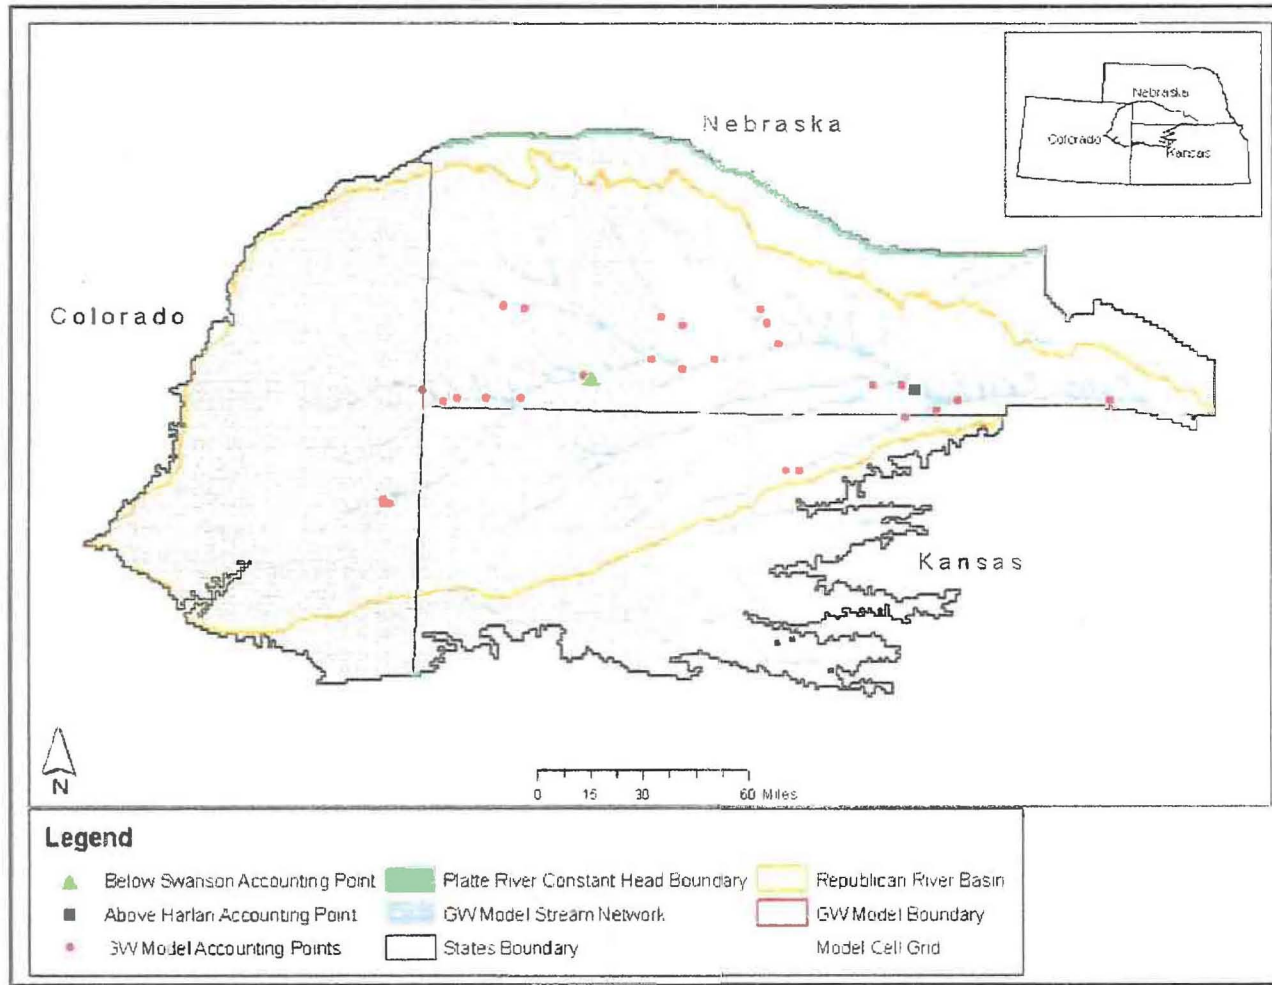 Nebraska
Colorado
Kansas
Nebraska
Colorado
Kansas
N
0 15 30 60 Miles
Legend
Below Swanson Accounting Point
Above Harlan Accounting Point
GW Model Accounting Points
Platte River Constant Head Boundary
GW Model Stream Network
States Boundary
Republican River Basin
GW Model Boundary
Model Cell Grid